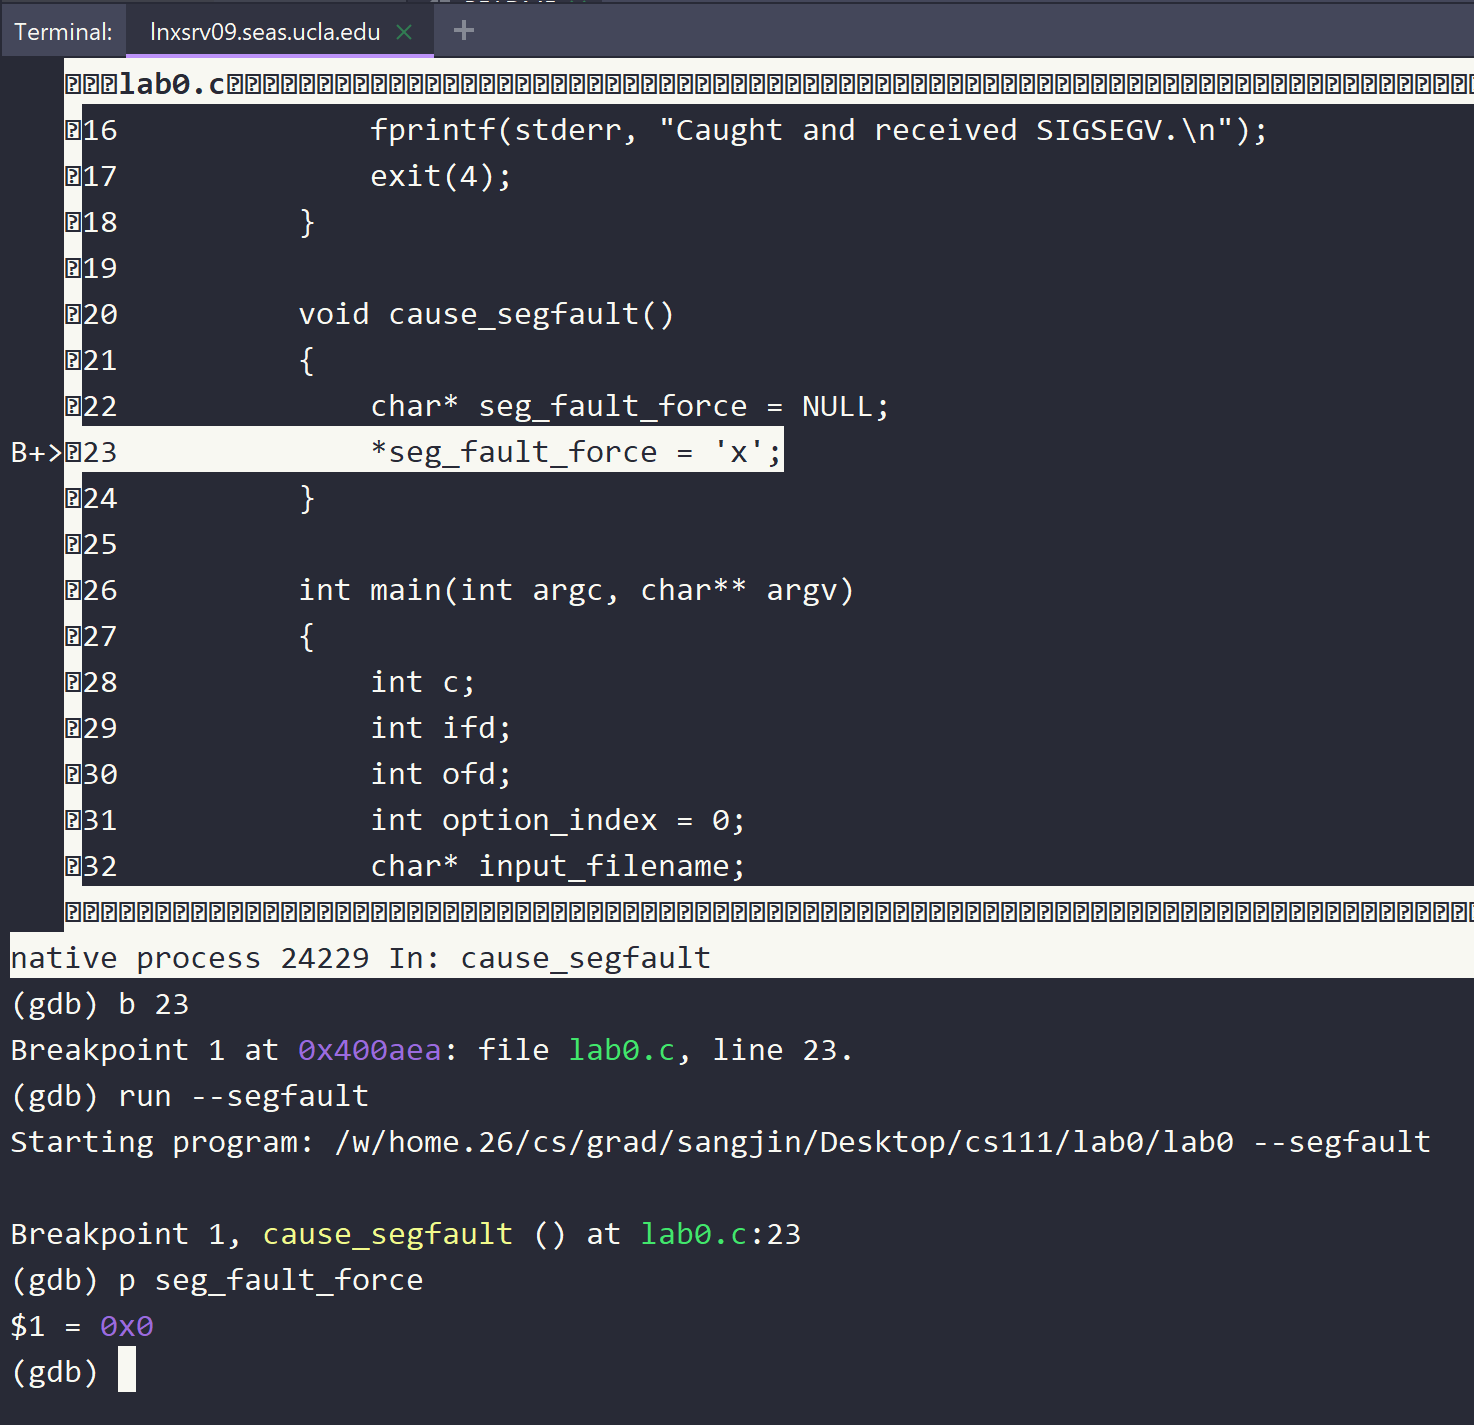 Terminal: lnxsrv09.seas.ucla.edu × +
lab0.c
16 fprintf(stderr, "Caught and received SIGSEGV.\n");
17 exit(4);
18 }
19
20 void cause_segfault()
21 {
22 char* seg_fault_force = NULL;
B+>23 *seg_fault_force = 'x';
24 }
25
26 int main(int argc, char** argv)
27 {
28 int c;
29 int ifd;
30 int ofd;
31 int option_index = 0;
32 char* input_filename;
native process 24229 In: cause_segfault
(gdb) b 23
Breakpoint 1 at 0x400aea: file lab0.c, line 23.
(gdb) run --segfault
Starting program: /w/home.26/cs/grad/sangjin/Desktop/cs111/lab0/lab0 --segfault
Breakpoint 1, cause_segfault () at lab0.c:23
(gdb) p seg_fault_force
$1 = 0x0
(gdb)